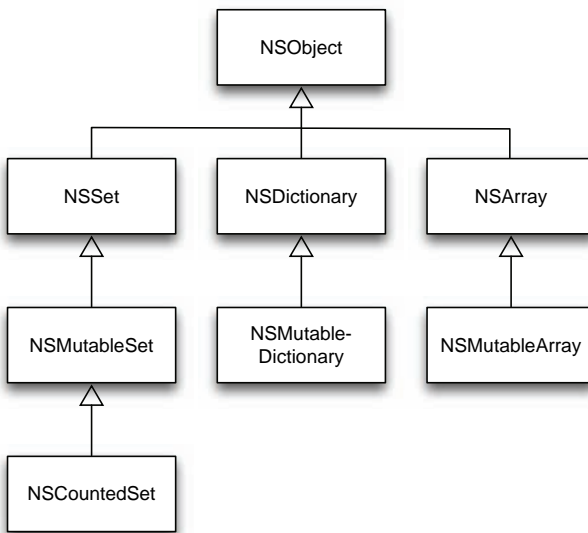 NSObject
NSSet
NSDictionary
NSArray
NSMutableSet
NSMutable-
Dictionary
NSMutableArray
NSCountedSet